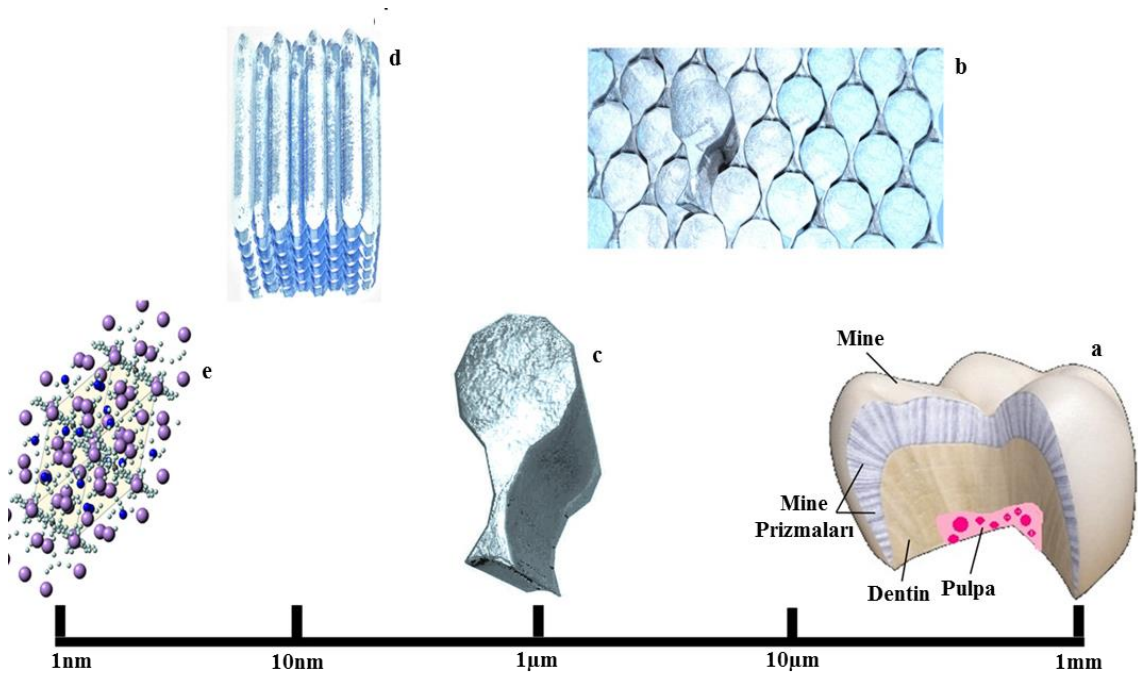 d
b
e
c
a
Mine
Mine
Prizmaları
Dentin
Pulpa
1nm
10nm
1µm
10µm
1mm